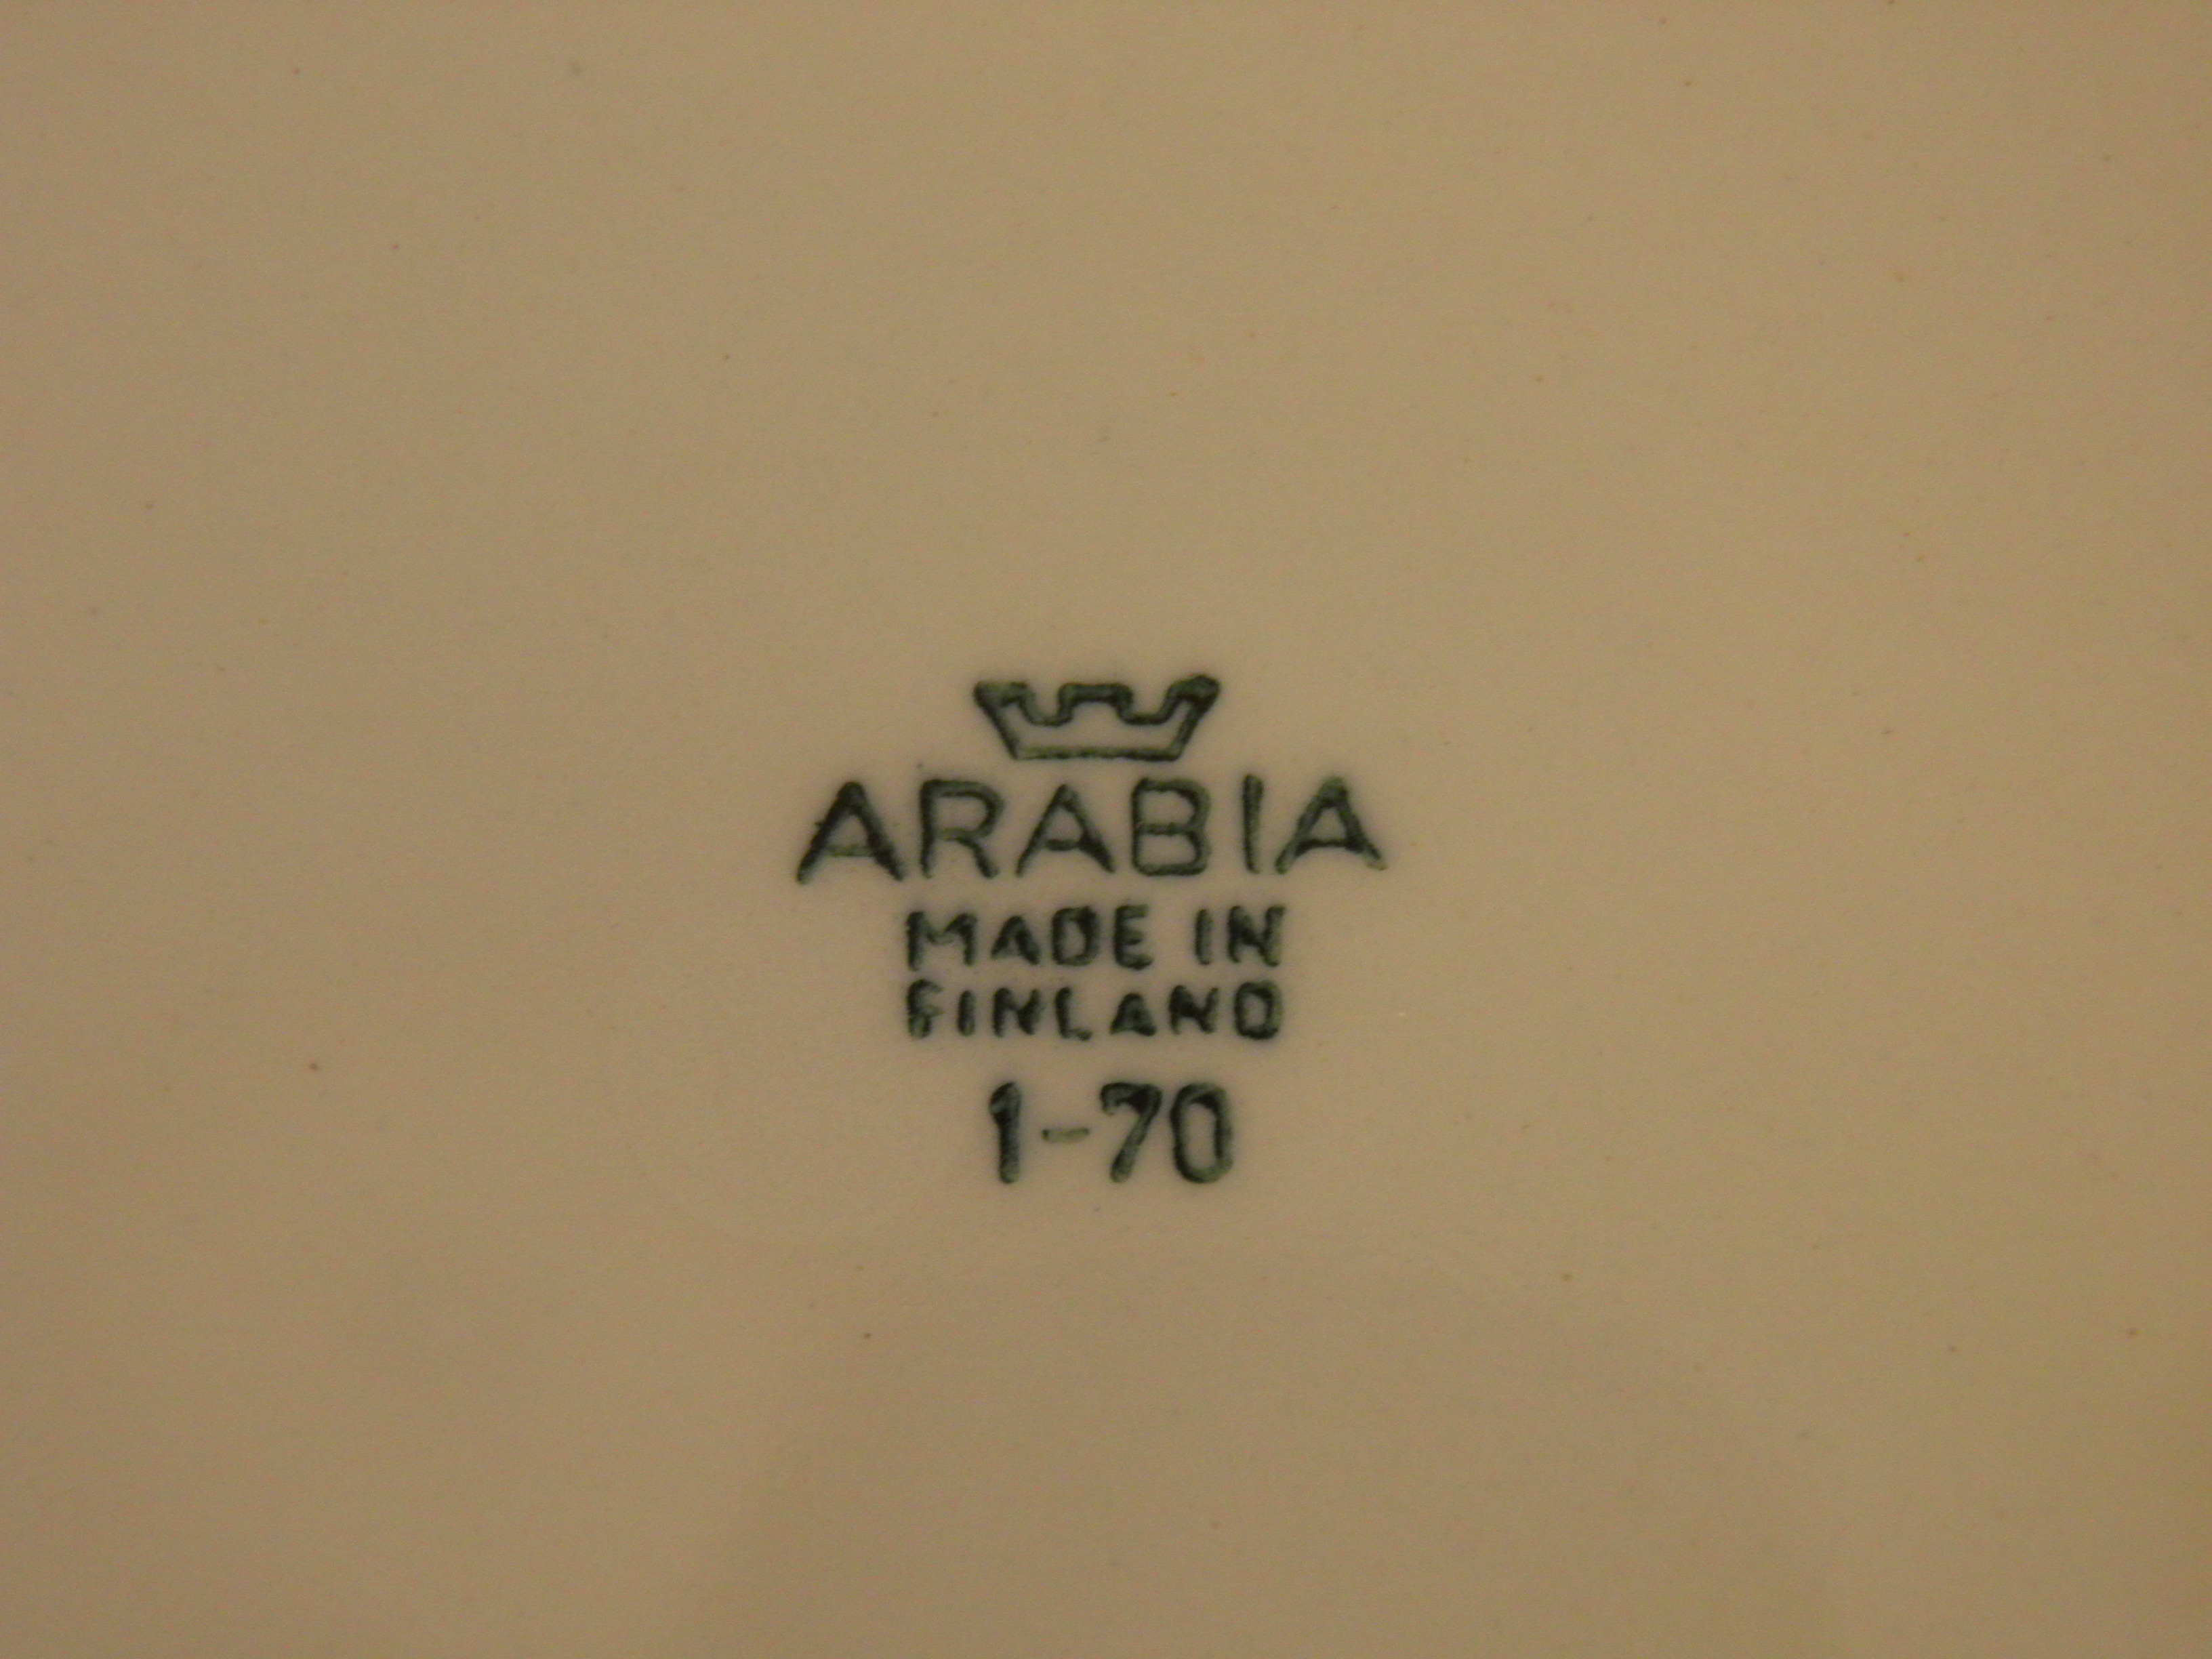 ARABIA
MADE IN
FINLAND
1-70